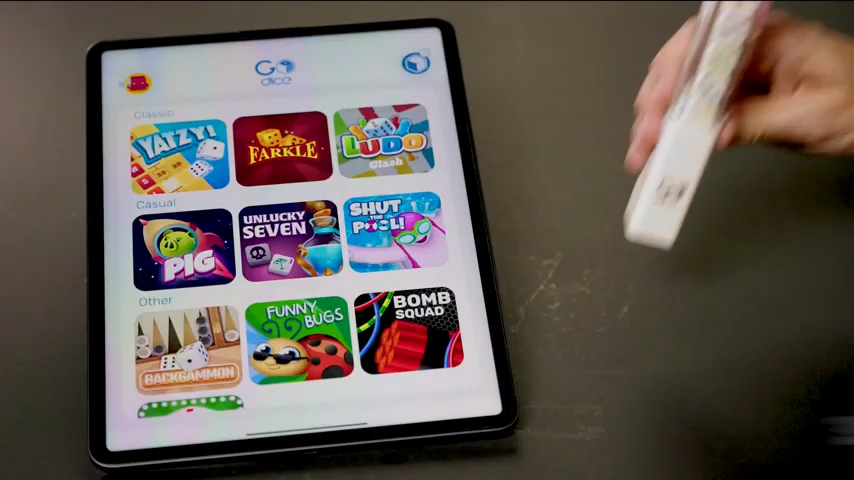 GO
dice
Classic
YATZY!
FARKLE
LUDO
Clash
Casual
PIG
UNLUCKY
SEVEN
SHUT
THE
POOL!
Other
BACKGAMMON
FUNNY
BUGS
BOMB
SQUAD